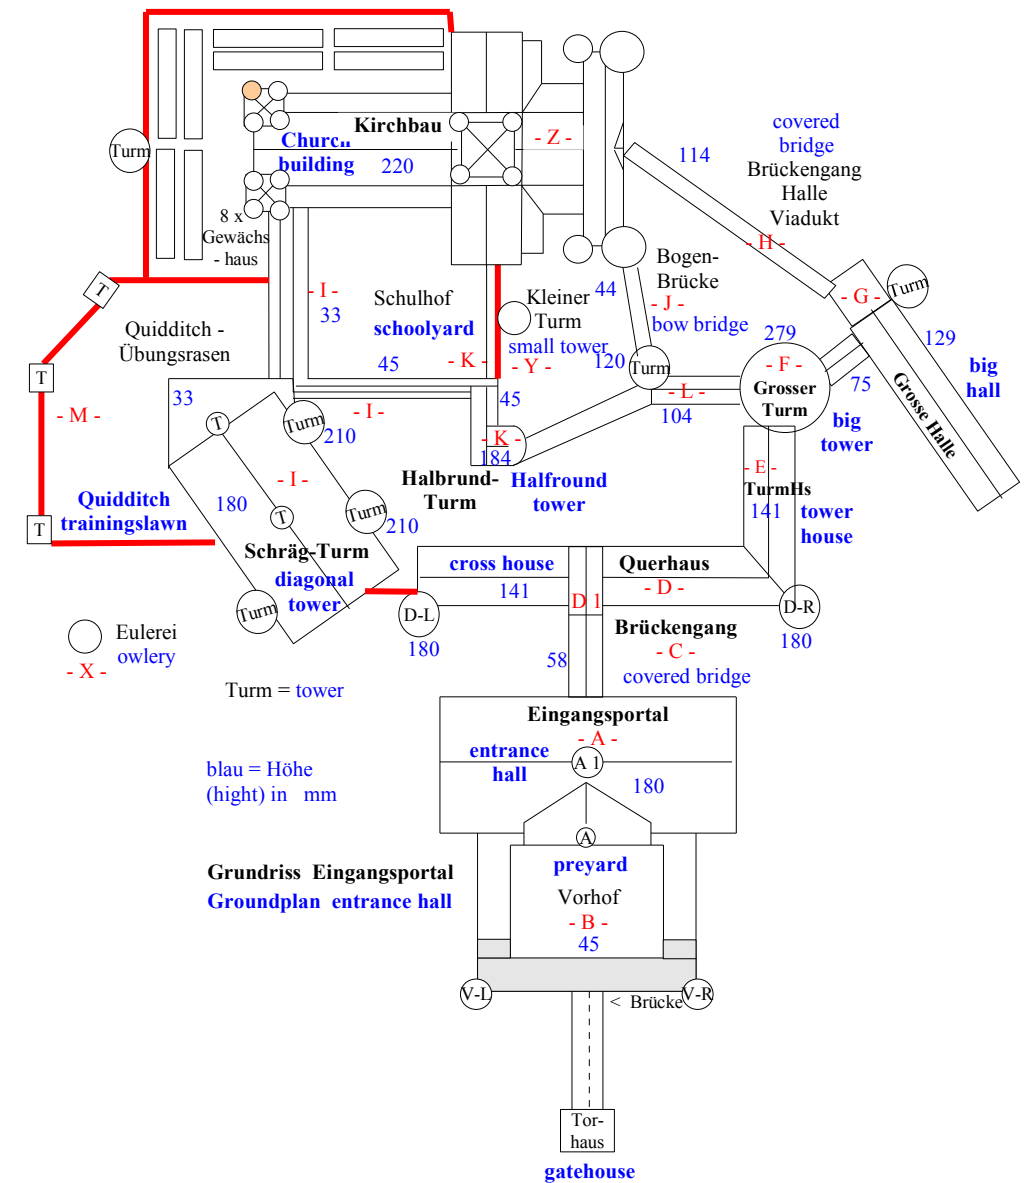 Turm
Kirchbau
Church
building
220
- Z -
covered
bridge
Brückengang
Halle
Viadukt
114
- H -
8 x
Gewächs
- haus
T
- I -
33
Schulhof
schoolyard
45
- K -
Kleiner
Turm
small tower
- Y -
44
Bogen-
Brücke
- J -
bow bridge
- G -
Turm
129
big
hall
Grosse Halle
Quidditch -
Übungsrasen
T
- M -
33
T
Turm
210
- I -
45
120
Turm
- L -
104
279
- F -
Grosser
Turm
75
big
tower
- K -
184
Halbrund-
Turm
Halfround
tower
- I -
180
T
Turm
210
- E -
TurmHs
141
tower
house
Quidditch
trainingslawn
T
Schräg-Turm
diagonal
tower
Turm
cross house
141
D 1
Querhaus
- D -
D-L
180
D-R
180
Eulerei
owlery
- X -
Brückengang
- C -
covered bridge
58
Turm = tower
Eingangsportal
- A -
entrance
hall
A 1
180
blau = Höhe
(hight) in mm
A
preyard
Vorhof
- B -
45
Grundriss Eingangsportal
Groundplan entrance hall
V-L
V-R
< Brücke
Tor-
haus
gatehouse